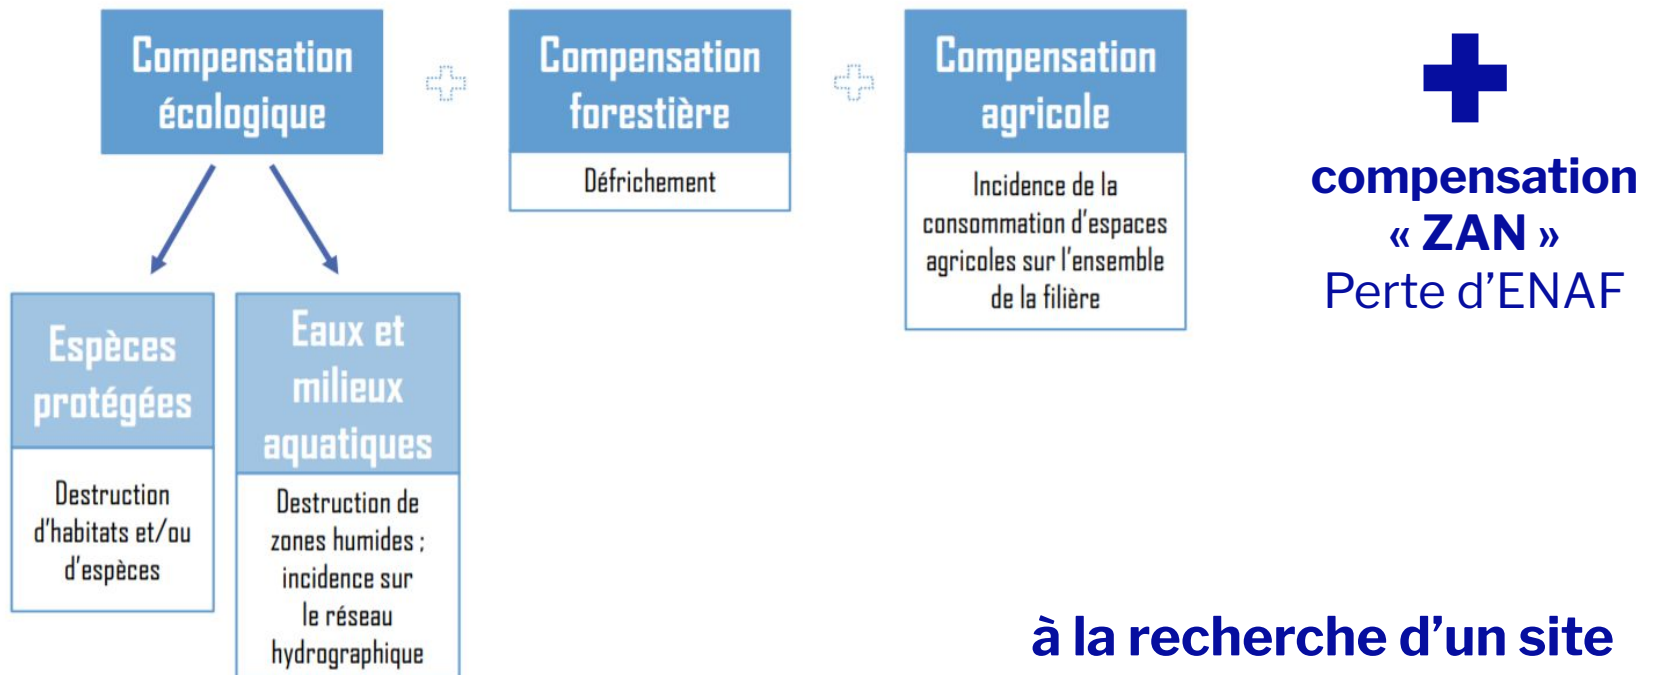 Compensation
écologique
Espèces
protégées
Destruction
d'habitats et/ou
d'espèces
Eaux et
milieux
aquatiques
Destruction de
zones humides ;
incidence sur
le réseau
hydrographique
Compensation
forestière
Défrichement
Compensation
agricole
Incidence de la
consommation d'espaces
agricoles sur l'ensemble
de la filière
compensation
« ZAN »
Perte d’ENAF
à la recherche d’un site